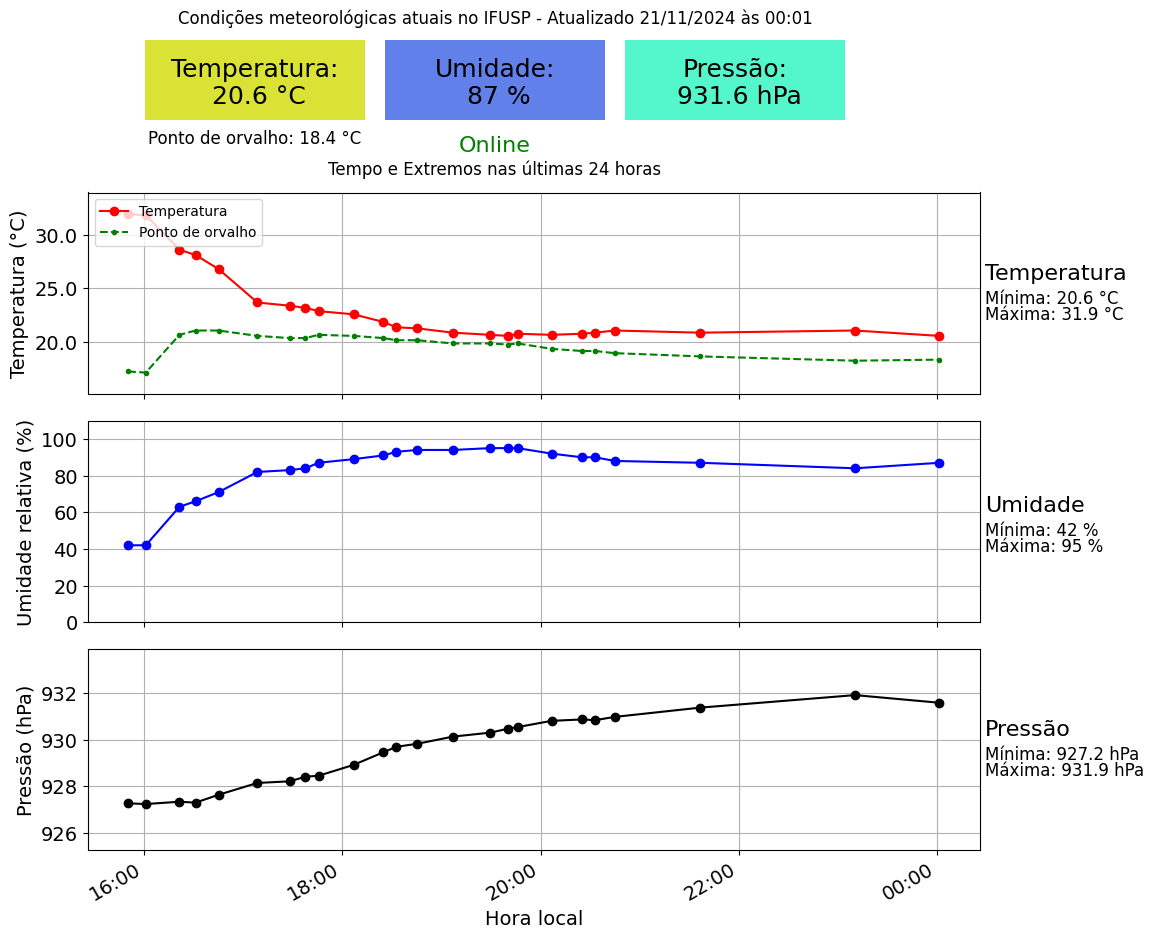 Condições meteorológicas atuais no IFUSP - Atualizado 21/11/2024 às 00:01
Temperatura:
20.6 °C
Umidade:
87 %
Pressão:
931.6 hPa
Ponto de orvalho: 18.4 °C
Online
Tempo e Extremos nas últimas 24 horas
Temperatura (°C)
30.0
25.0
20.0
Temperatura
Ponto de orvalho
Temperatura
Mínima: 20.6 °C
Máxima: 31.9 °C
Umidade relativa (%)
100
80
60
40
20
0
Umidade
Mínima: 42 %
Máxima: 95 %
Pressão (hPa)
932
930
928
926
Pressão
Mínima: 927.2 hPa
Máxima: 931.9 hPa
16:00
18:00
20:00
22:00
00:00
Hora local